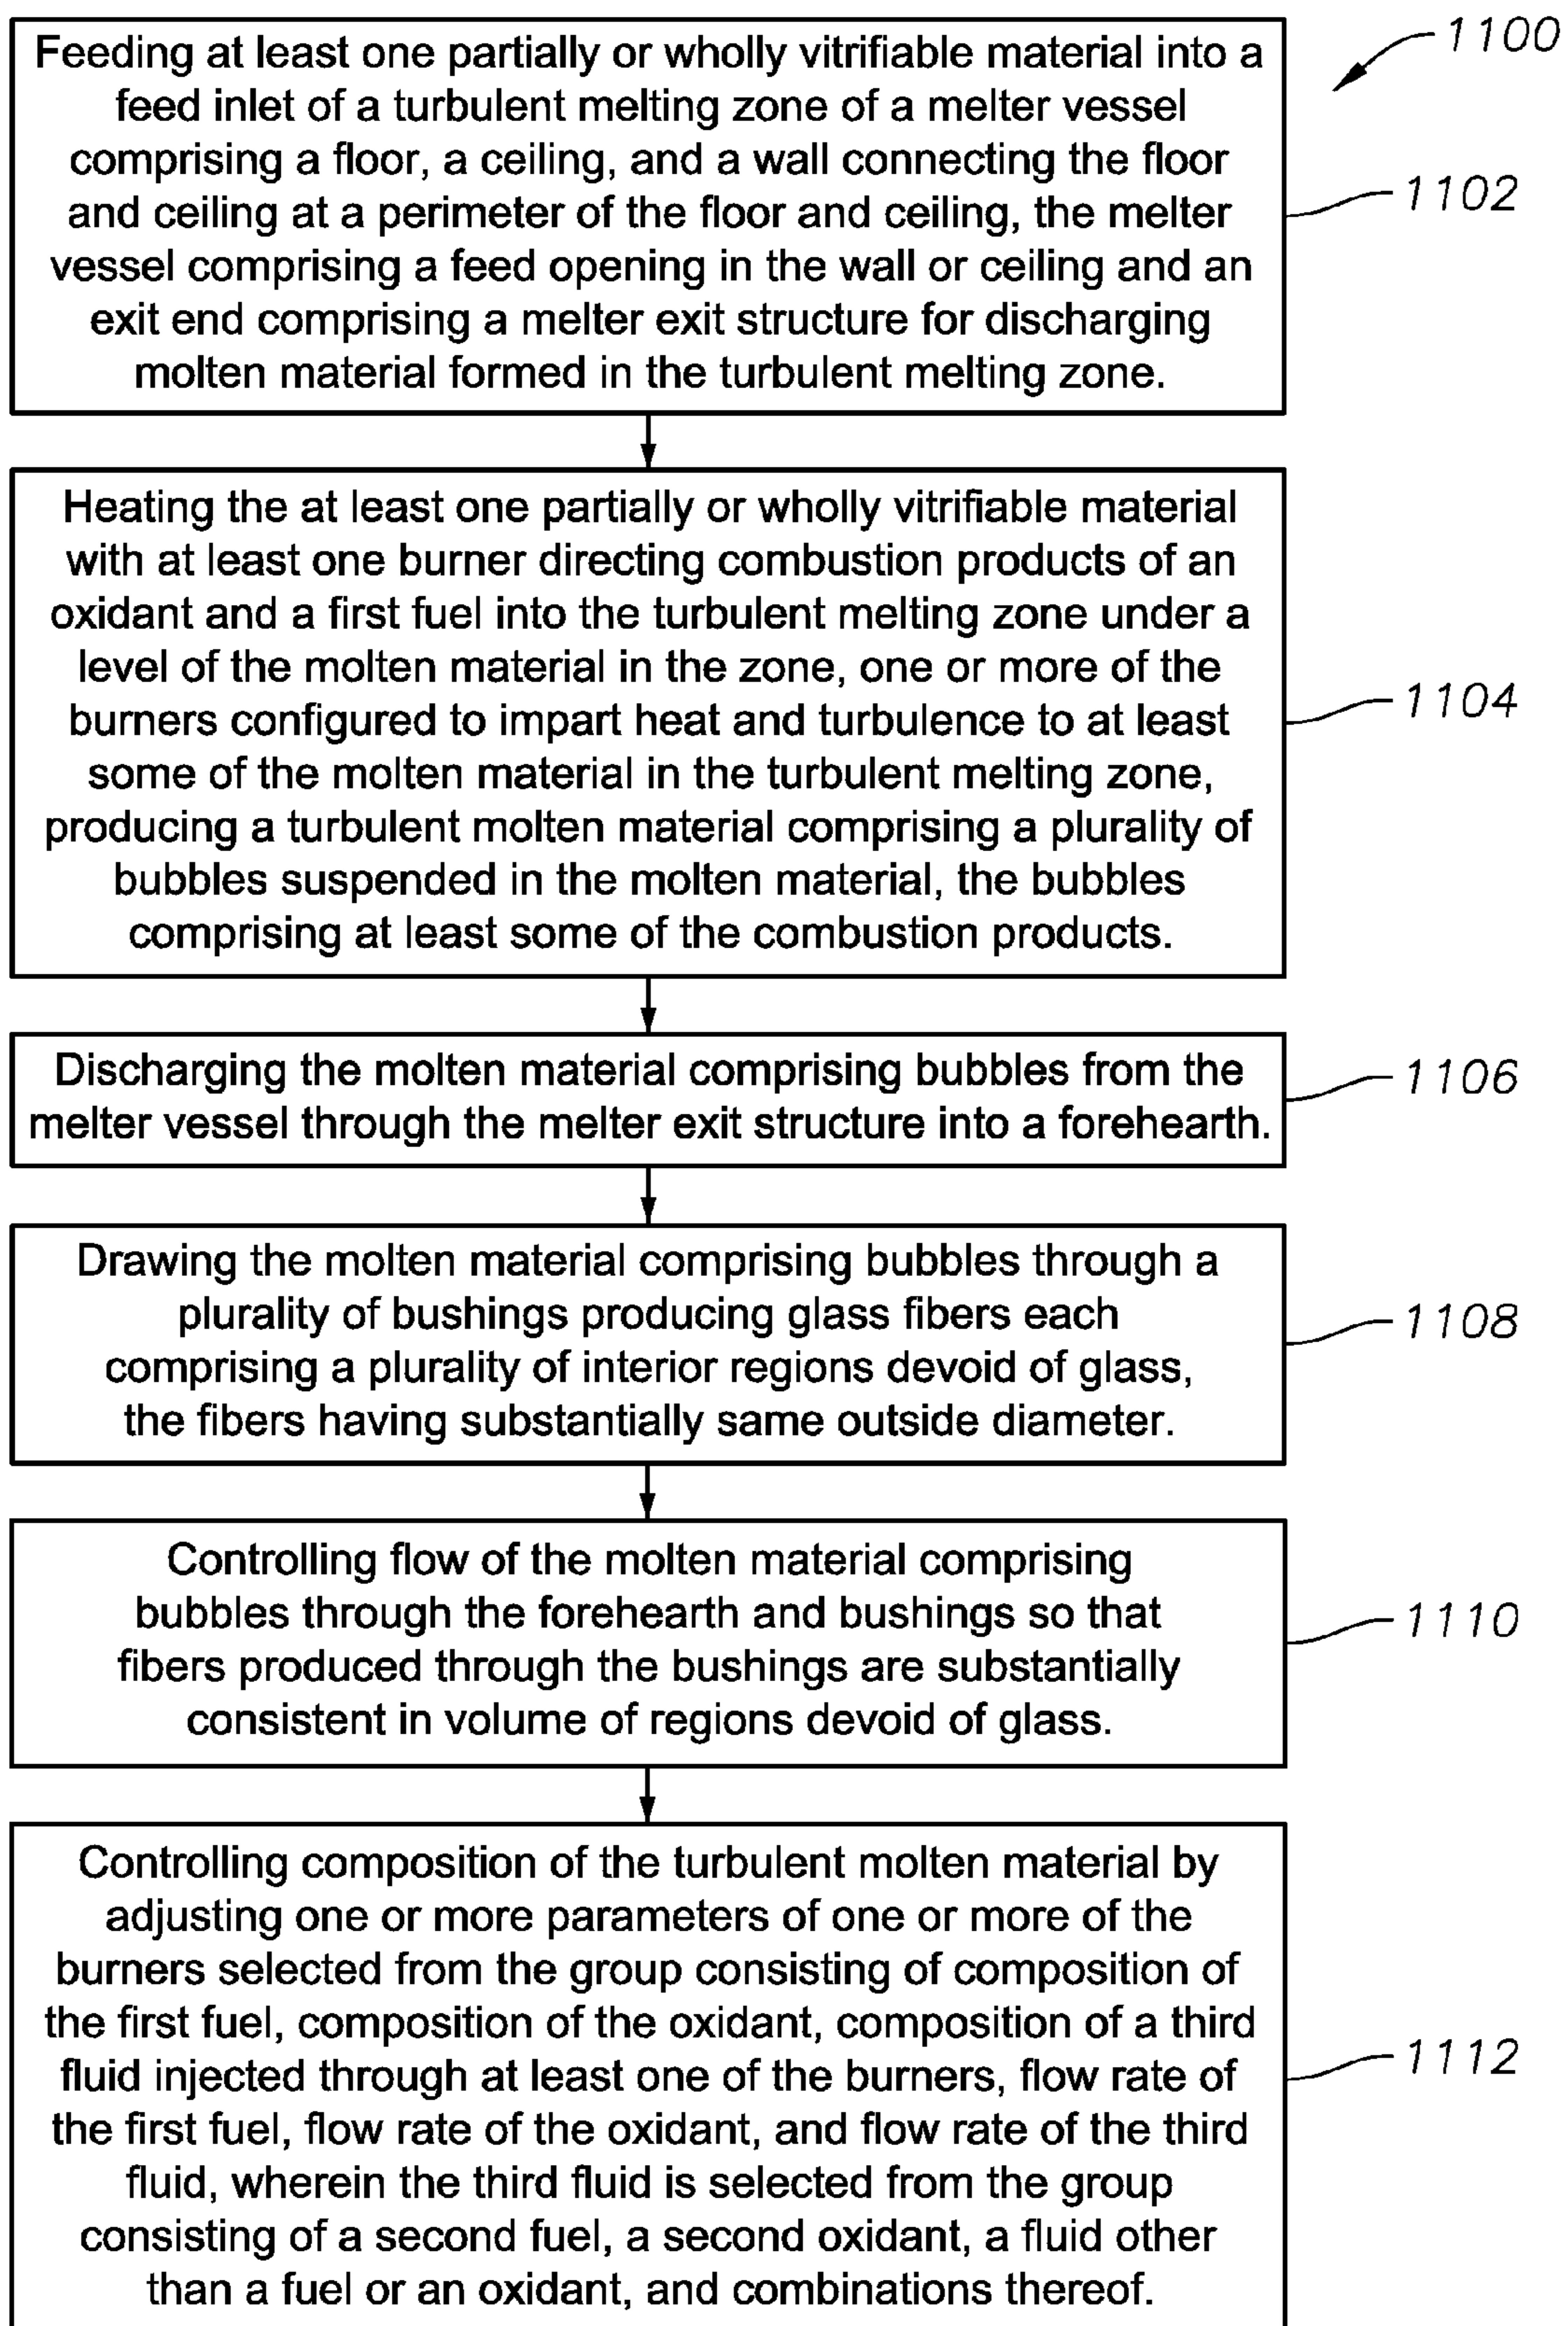 1100
Feeding at least one partially or wholly vitrifiable material into a
feed inlet of a turbulent melting zone of a melter vessel
comprising a floor, a ceiling, and a wall connecting the floor
and ceiling at a perimeter of the floor and ceiling, the melter
vessel comprising a feed opening in the wall or ceiling and an
exit end comprising a melter exit structure for discharging
molten material formed in the turbulent melting zone.
1102
Heating the at least one partially or wholly vitrifiable material
with at least one burner directing combustion products of an
oxidant and a first fuel into the turbulent melting zone under a
level of the molten material in the zone, one or more of the
burners configured to impart heat and turbulence to at least
some of the molten material in the turbulent melting zone,
producing a turbulent molten material comprising a plurality of
bubbles suspended in the molten material, the bubbles
comprising at least some of the combustion products.
1104
Discharging the molten material comprising bubbles from the
melter vessel through the melter exit structure into a forehearth.
1106
Drawing the molten material comprising bubbles through a
plurality of bushings producing glass fibers each
comprising a plurality of interior regions devoid of glass,
the fibers having substantially same outside diameter.
1108
Controlling flow of the molten material comprising
bubbles through the forehearth and bushings so that
fibers produced through the bushings are substantially
consistent in volume of regions devoid of glass.
1110
Controlling composition of the turbulent molten material by
adjusting one or more parameters of one or more of the
burners selected from the group consisting of composition of
the first fuel, composition of the oxidant, composition of a third
fluid injected through at least one of the burners, flow rate of
the first fuel, flow rate of the oxidant, and flow rate of the third
fluid, wherein the third fluid is selected from the group
consisting of a second fuel, a second oxidant, a fluid other
than a fuel or an oxidant, and combinations thereof.
1112